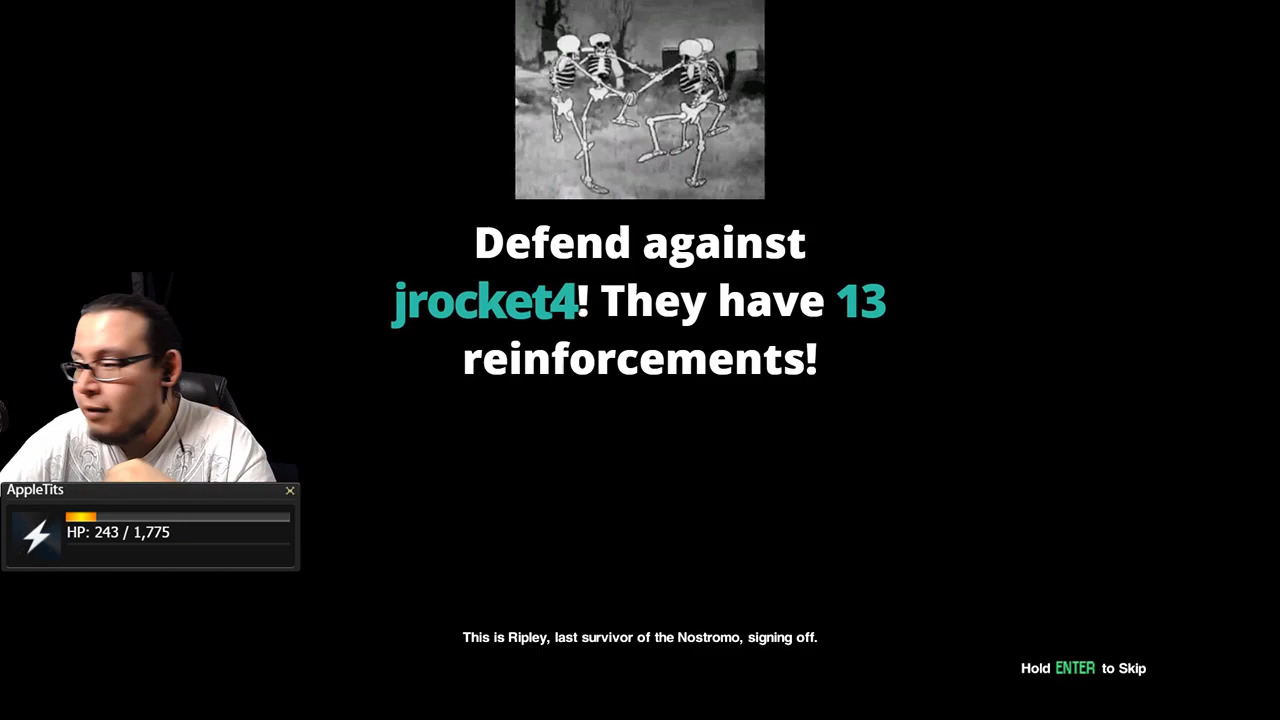 Defend against
jrocket4! They have 13
reinforcements!
AppleTits
HP: 243 / 1,775
This is Ripley, last survivor of the Nostromo, signing off.
Hold ENTER to Skip